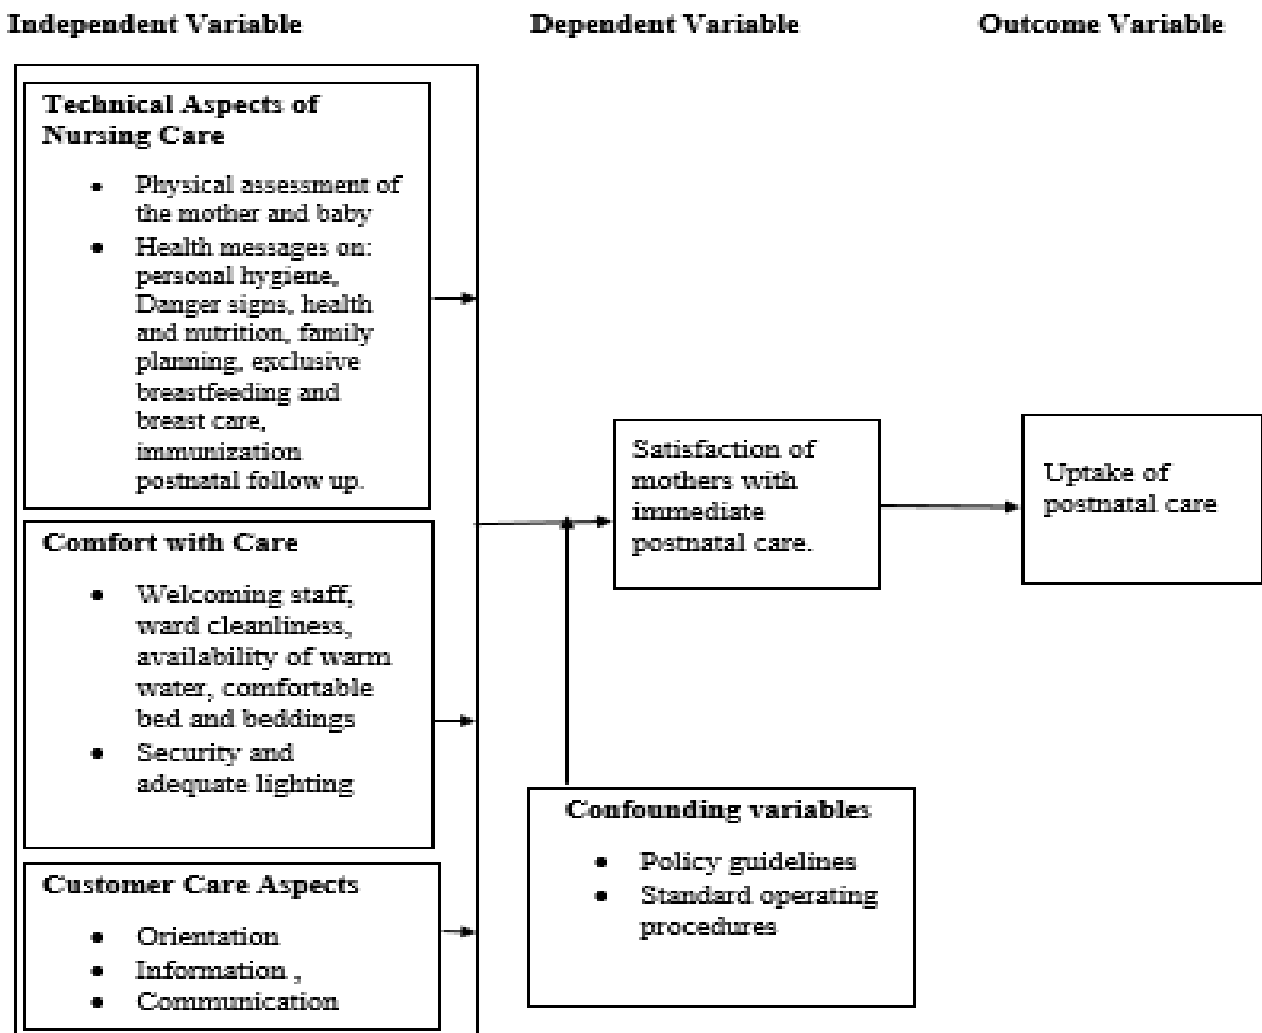 Independent Variable
Dependent Variable
Outcome Variable
Technical Aspects of
Nursing Care
• Physical assessment of
the mother and baby
• Health messages on:
personal hygiene,
Danger signs, health
and nutrition, family
planning, exclusive
breastfeeding and
breast care,
immunization
postnatal follow up.
Comfort with Care
• Welcoming staff,
ward cleanliness,
availability of warm
water, comfortable
bed and beddings
• Security and
adequate lighting
Customer Care Aspects
• Orientation
• Information ,
• Communication
Satisfaction of
mothers with
immediate
postnatal care.
Confounding variables
• Policy guidelines
• Standard operating
procedures
Uptake of
postnatal care